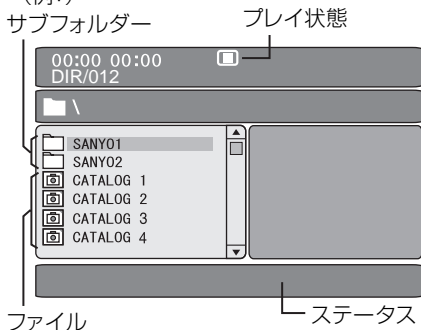 (例)
サブフォルダー
プレイ状態
00:00 00:00
DIR/012
\
SANYO1
SANYO2
CATALOG 1
CATALOG 2
CATALOG 3
CATALOG 4
ファイル
ステータス